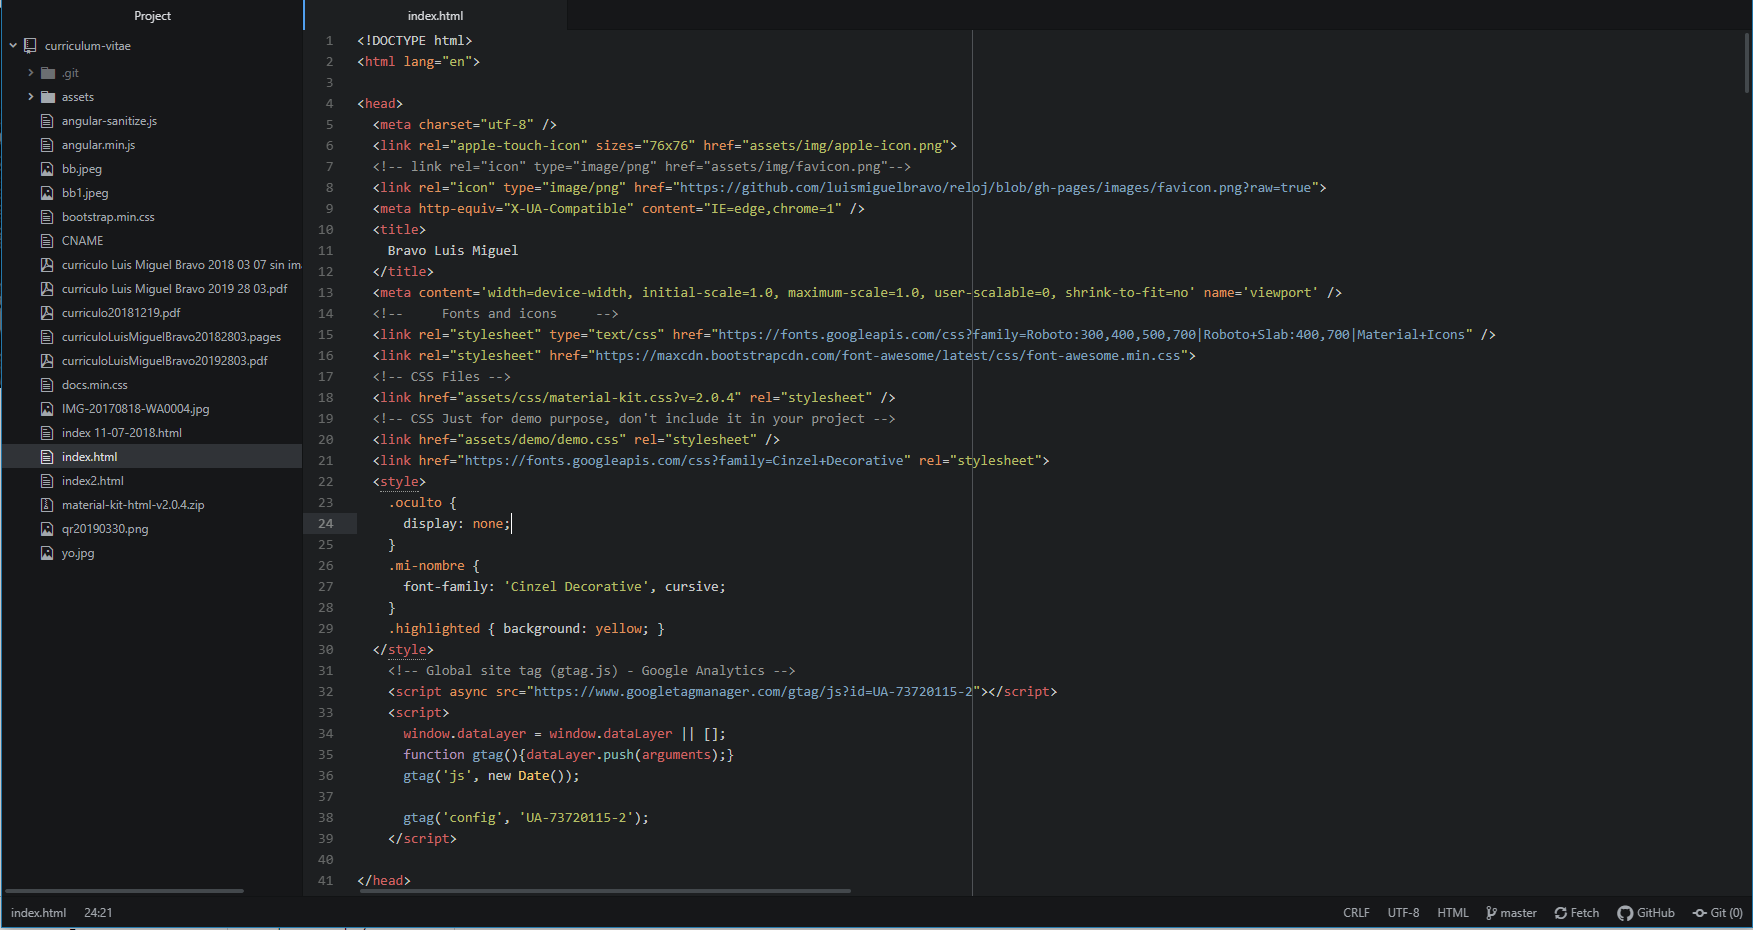 Project
curriculum-vitae
.git
assets
angular-sanitize.js
angular.min.js
bb.jpeg
bb1.jpeg
bootstrap.min.css
CNAME
curriculo Luis Miguel Bravo 2018 03 07 sin im
curriculo Luis Miguel Bravo 2019 28 03.pdf
curriculo20181219.pdf
curriculoLuisMiguelBravo20182803.pages
curriculoLuisMiguelBravo20192803.pdf
docs.min.css
IMG-20170818-WA0004.jpg
index 11-07-2018.html
index.html
index2.html
material-kit-html-v2.0.4.zip
qr20190330.png
yo.jpg
index.html
1 <!DOCTYPE html>
2 <html lang="en">
3
4 <head>
5   <meta charset="utf-8" />
6   <link rel="apple-touch-icon" sizes="76x76" href="assets/img/apple-icon.png">
7   <!-- link rel="icon" type="image/png" href="assets/img/favicon.png"-->
8   <link rel="icon" type="image/png" href="https://github.com/luismiguelbravo/reloj/blob/gh-pages/images/favicon.png?raw=true">
9   <meta http-equiv="X-UA-Compatible" content="IE=edge,chrome=1" />
10   <title>
11     Bravo Luis Miguel
12   </title>
13   <meta content='width=device-width, initial-scale=1.0, maximum-scale=1.0, user-scalable=0, shrink-to-fit=no' name='viewport' />
14   <!--     Fonts and icons     -->
15   <link rel="stylesheet" type="text/css" href="https://fonts.googleapis.com/css?family=Roboto:300,400,500,700|Roboto+Slab:400,700|Material+Icons" />
16   <link rel="stylesheet" href="https://maxcdn.bootstrapcdn.com/font-awesome/latest/css/font-awesome.min.css">
17   <!-- CSS Files -->
18   <link href="assets/css/material-kit.css?v=2.0.4" rel="stylesheet" />
19   <!-- CSS Just for demo purpose, don't include it in your project -->
20   <link href="assets/demo/demo.css" rel="stylesheet" />
21   <link href="https://fonts.googleapis.com/css?family=Cinzel+Decorative" rel="stylesheet">
22   <style>
23     .oculto {
24       display: none;
25     }
26     .mi-nombre {
27       font-family: 'Cinzel Decorative', cursive;
28     }
29     .highlighted { background: yellow; }
30   </style>
31     <!-- Global site tag (gtag.js) - Google Analytics -->
32     <script async src="https://www.googletagmanager.com/gtag/js?id=UA-73720115-2"></script>
33     <script>
34       window.dataLayer = window.dataLayer || [];
35       function gtag(){dataLayer.push(arguments);}
36       gtag('js', new Date());
37
38       gtag('config', 'UA-73720115-2');
39     </script>
40
41 </head>
index.html 24:21 CRLF UTF-8 HTML master Fetch GitHub Git (0)